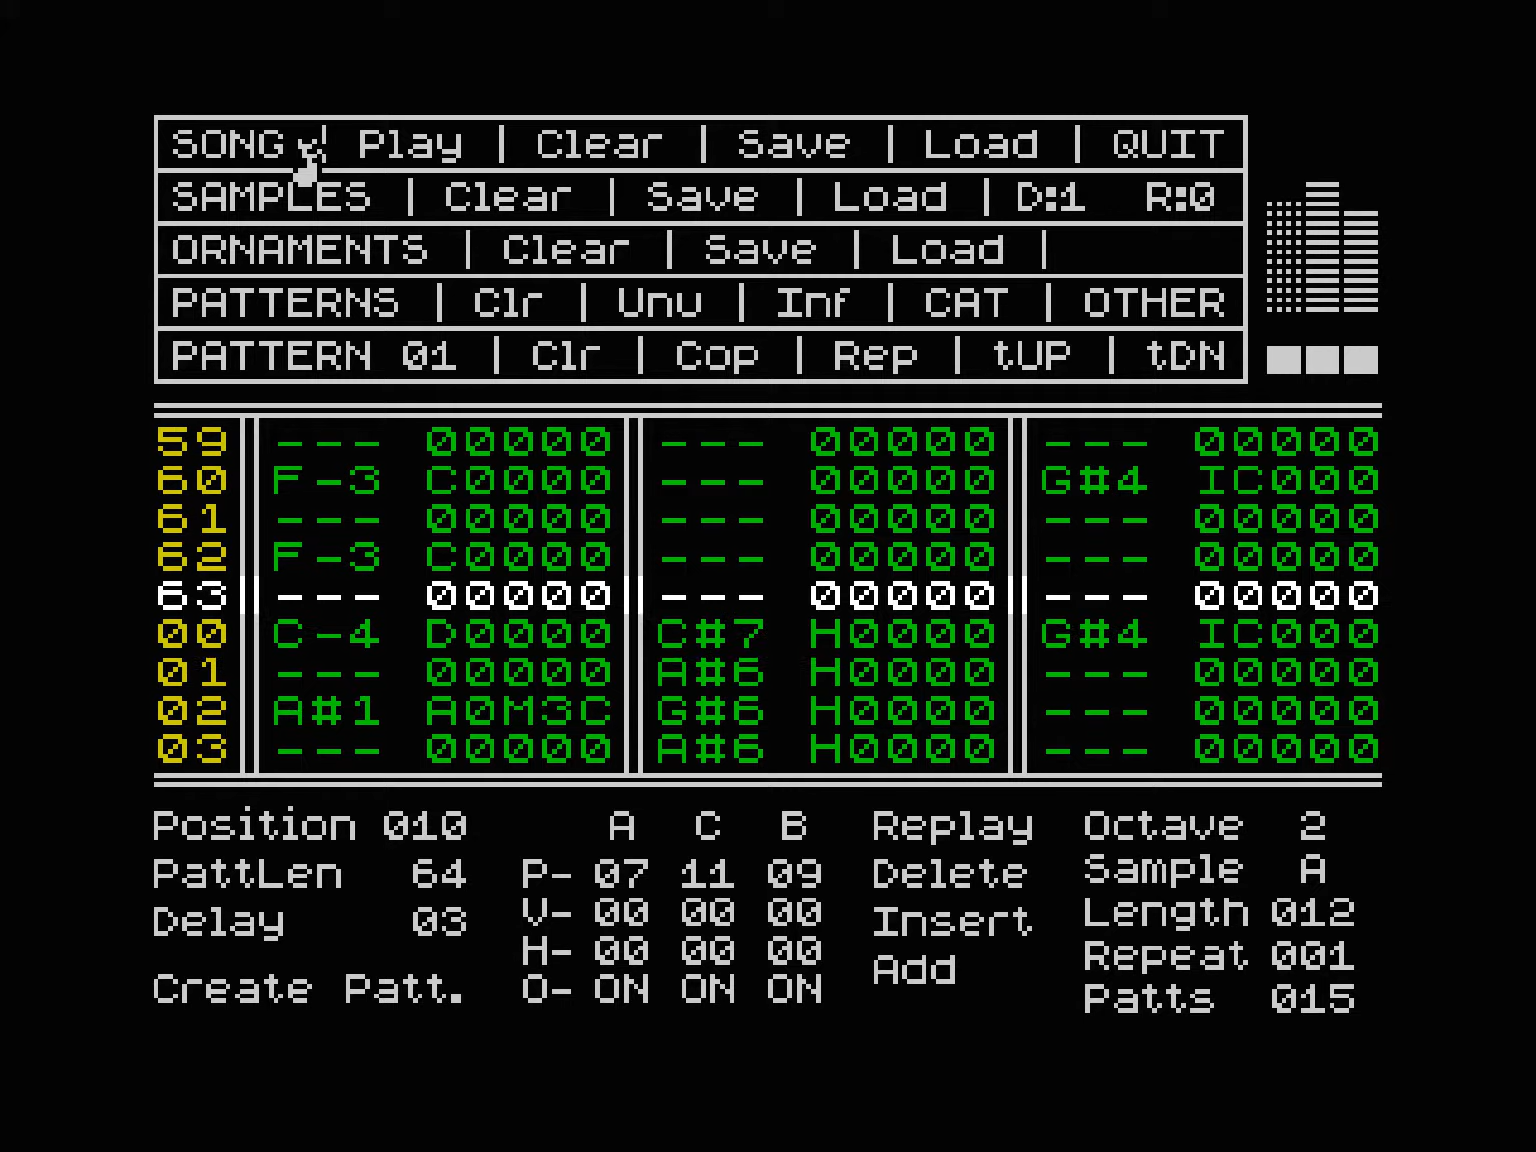 SONG | Play | Clear | Save | Load | QUIT
SAMPLES | Clear | Save | Load | D:1 R:0
ORNAMENTS | Clear | Save | Load |
PATTERNS | Clr | Unu | Inf | CAT | OTHER
PATTERN 01 | Clr | Cop | Rep | tUP | tDN
59 --- 00000 --- 00000 --- 00000
60 F-3 C0000 --- 00000 G#4 IC000
61 --- 00000 --- 00000 --- 00000
62 F-3 C0000 --- 00000 --- 00000
63 --- 00000 --- 00000 --- 00000
00 C-4 D0000 C#7 H0000 G#4 IC000
01 --- 00000 A#6 H0000 --- 00000
02 A#1 A0M3C G#6 H0000 --- 00000
03 --- 00000 A#6 H0000 --- 00000
Position 010 A C B Replay Octave 2
PattLen 64 P- 07 11 09 Delete Sample A
Delay 03 V- 00 00 00 Insert Length 012
H- 00 00 00 Add Repeat 001
Create Patt. O- ON ON ON Patts 015